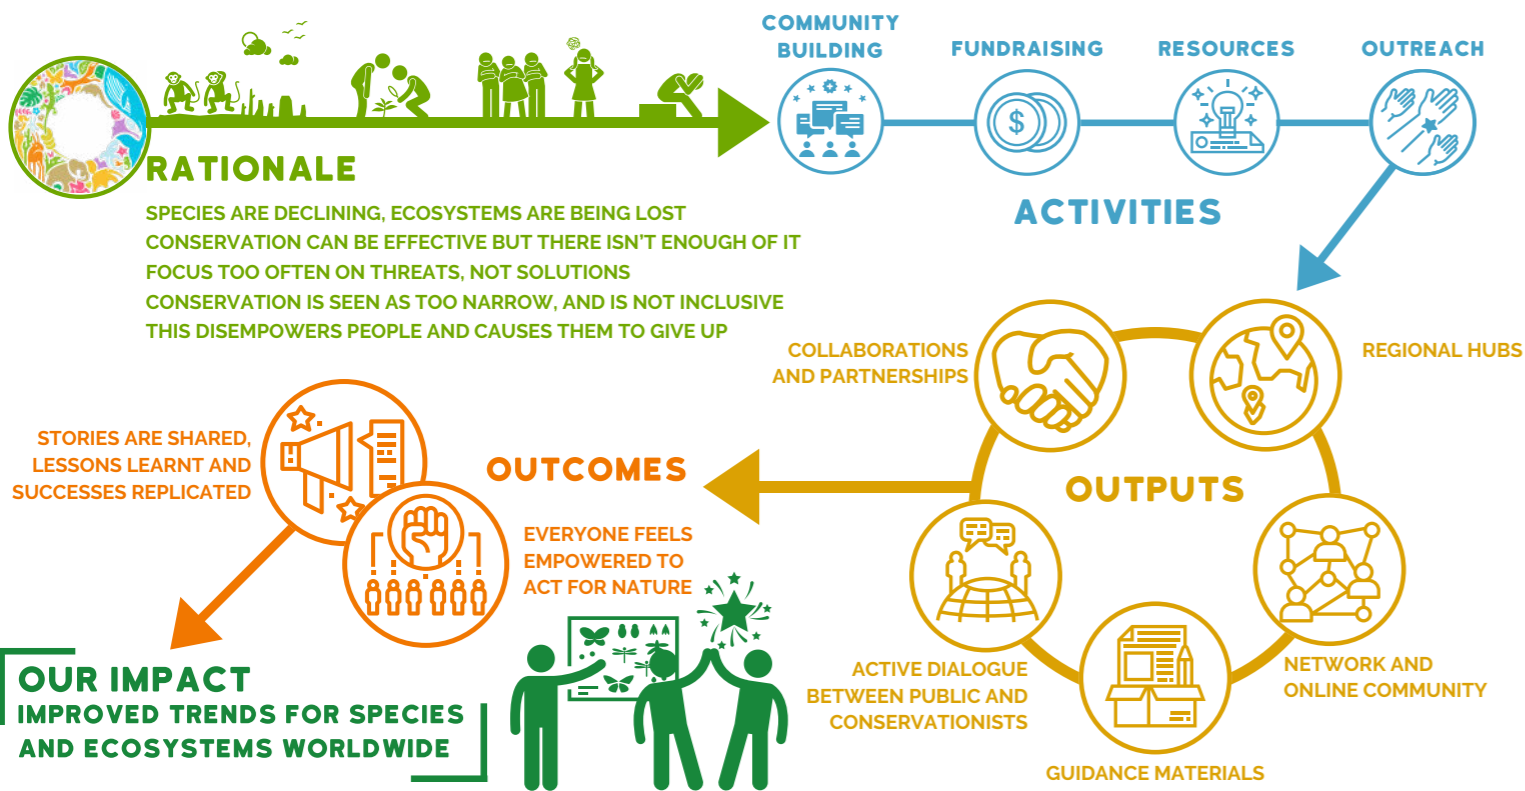 COMMUNITY
BUILDING
FUNDRAISING
RESOURCES
OUTREACH
$
RATIONALE
SPECIES ARE DECLINING, ECOSYSTEMS ARE BEING LOST
CONSERVATION CAN BE EFFECTIVE BUT THERE ISN'T ENOUGH OF IT
FOCUS TOO OFTEN ON THREATS, NOT SOLUTIONS
CONSERVATION IS SEEN AS TOO NARROW, AND IS NOT INCLUSIVE
THIS DISEMPOWERS PEOPLE AND CAUSES THEM TO GIVE UP
ACTIVITIES
COLLABORATIONS
AND PARTNERSHIPS
REGIONAL HUBS
OUTPUTS
NETWORK AND
ONLINE COMMUNITY
GUIDANCE MATERIALS
ACTIVE DIALOGUE
BETWEEN PUBLIC AND
CONSERVATIONISTS
OUTCOMES
STORIES ARE SHARED,
LESSONS LEARNT AND
SUCCESSES REPLICATED
EVERYONE FEELS
EMPOWERED TO
ACT FOR NATURE
OUR IMPACT
IMPROVED TRENDS FOR SPECIES
AND ECOSYSTEMS WORLDWIDE